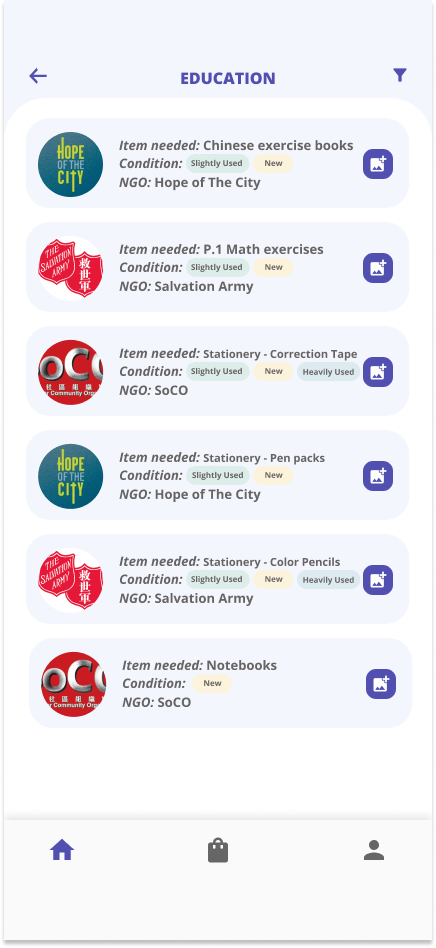 EDUCATION
HOPE
OF THE
CITY
Item needed: Chinese exercise books
Condition: Slightly Used New
NGO: Hope of The City
THE
SALVATION
ARMY
救
世
軍
Item needed: P.1 Math exercises
Condition: Slightly Used New
NGO: Salvation Army
SOCO
社區組織
r Community Org
Item needed: Stationery - Correction Tape
Condition: Slightly Used New Heavily Used
NGO: SoCO
HOPE
OF THE
CITY
Item needed: Stationery - Pen packs
Condition: Slightly Used New
NGO: Hope of The City
THE
SALVATION
ARMY
救
世
軍
Item needed: Stationery - Color Pencils
Condition: Slightly Used New Heavily Used
NGO: Salvation Army
oCO
社區組織
Community Org
Item needed: Notebooks
Condition: New
NGO: SoCO